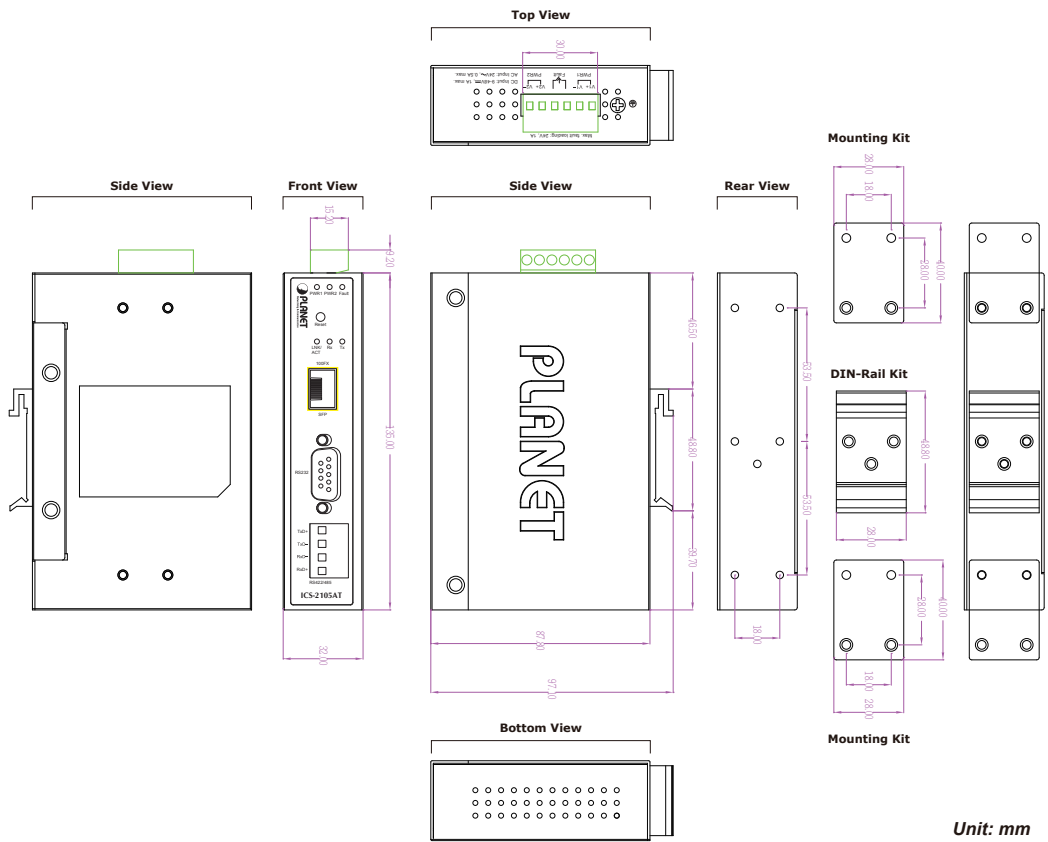 Top View
30.00
AC Input: 24V~, 0.5A max.
DC Input: 9-48V⎓, 1A max.
PWR2 Fault PWR1
V2- V2+ V1- V1+
Max. fault loading: 24V, 1A
Side View
Front View
Side View
Rear View
Mounting Kit
28.00
18.00
28.00
40.00
15.20
9.20
PLANET
PWR1 PWR2 Fault
Reset
LNK/
ACT
Rx
Tx
100FX
SFP
RS232
TxD+
TxD-
RxD-
RxD+
RS422/485
ICS-2105AT
135.00
32.00
PLANET
46.50
48.80
39.70
87.80
97.10
53.50
53.50
18.00
DIN-Rail Kit
48.80
28.00
28.00
40.00
18.00
28.00
Mounting Kit
Bottom View
Unit: mm